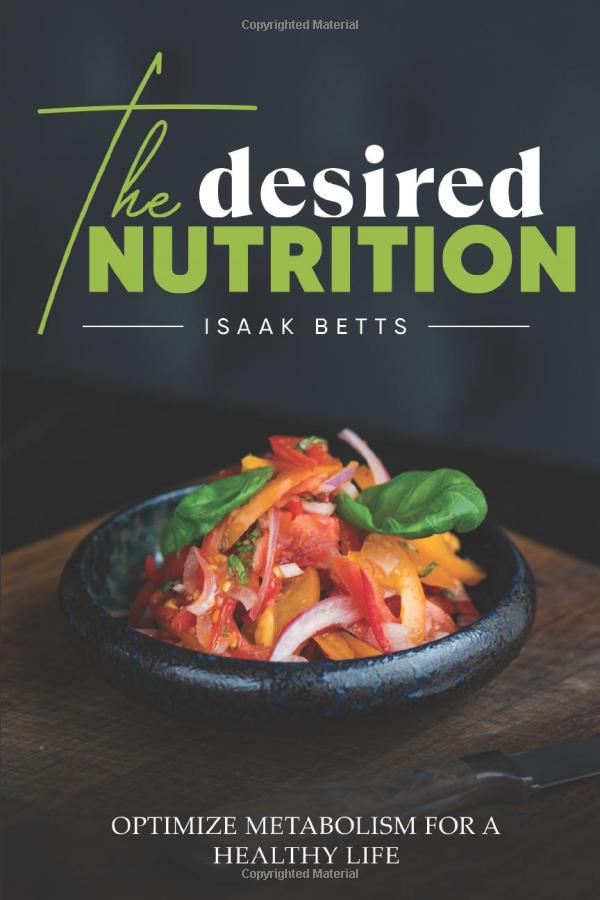 Copyrighted Material
The desired
NUTRITION
ISAAK BETTS
OPTIMIZE METABOLISM FOR A
HEALTHY LIFE
Copyrighted Material